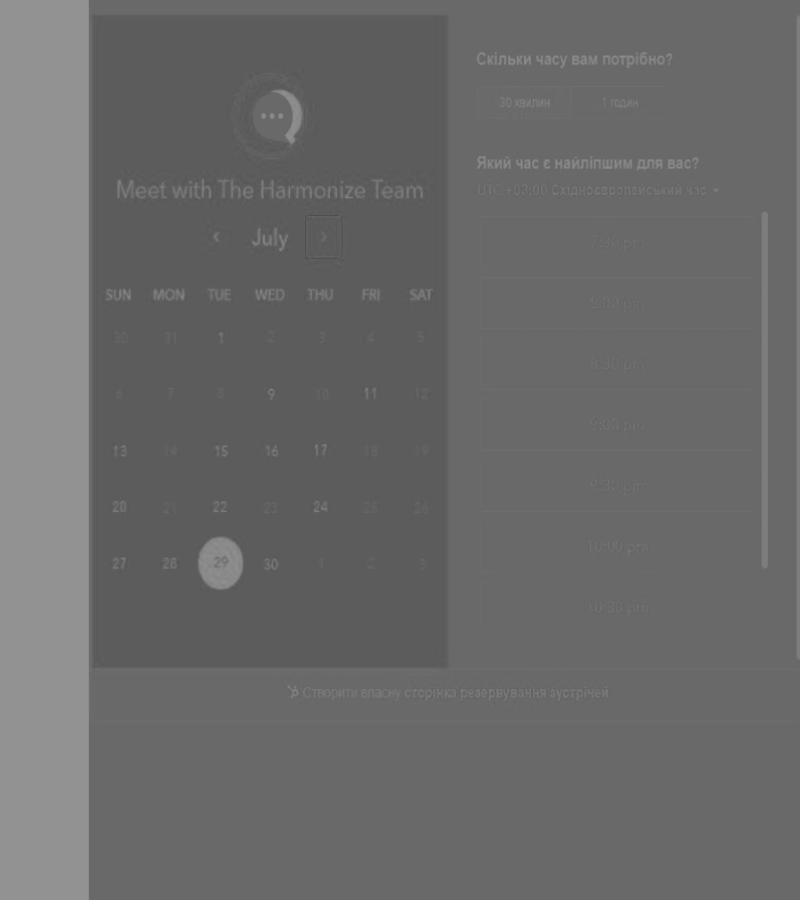 Meet with The Harmonize Team
July
SUN MON TUE WED THU FRI SAT
30 31 1 2 3 4 5
6 7 8 9 10 11 12
13 14 15 16 17 18 19
20 21 22 23 24 25 26
27 28 29 30 1 2 3
Скільки часу вам потрібно?
30 хвилин 1 годин
Який час є найліпшим для вас?
UTC +03:00 Східноєвропейський час
7:30 pm
8:30 pm
9:00 pm
9:30 pm
10:00 pm
10:30 pm
Створити власну сторінка резервування зустрічей